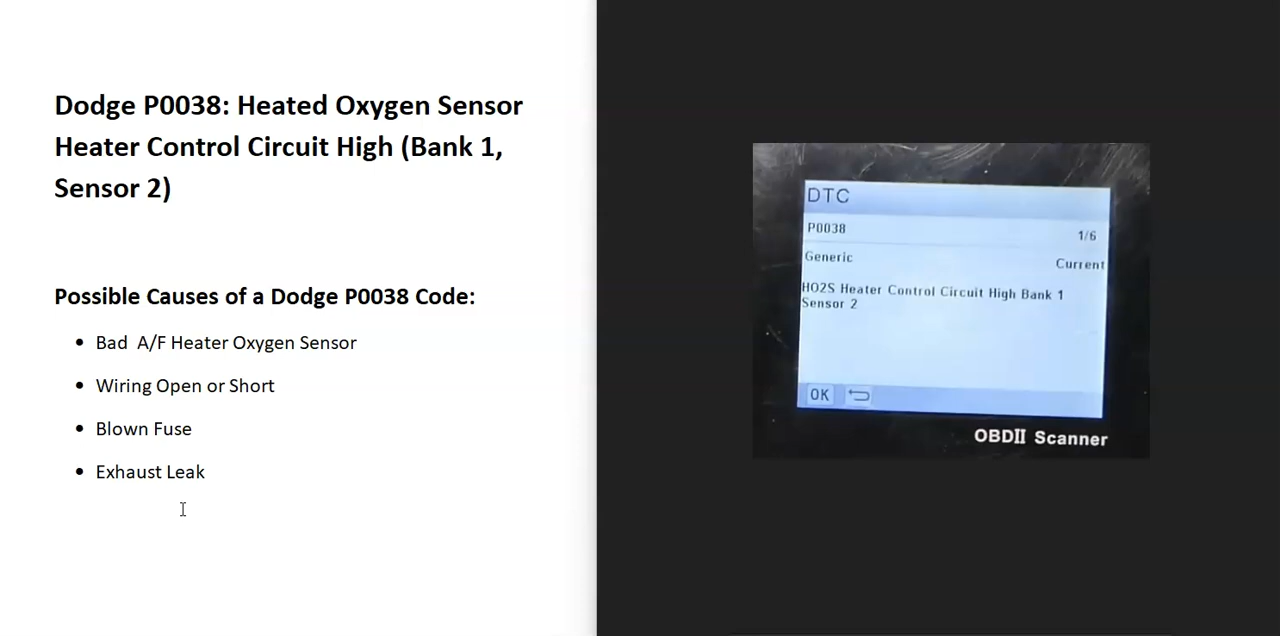 Dodge P0038: Heated Oxygen Sensor
Heater Control Circuit High (Bank 1,
Sensor 2)
Possible Causes of a Dodge P0038 Code:
Bad A/F Heater Oxygen Sensor
Wiring Open or Short
Blown Fuse
Exhaust Leak
DTC
P0038
1/6
Generic
Current
HO2S Heater Control Circuit High Bank 1
Sensor 2
OK
OBDII Scanner